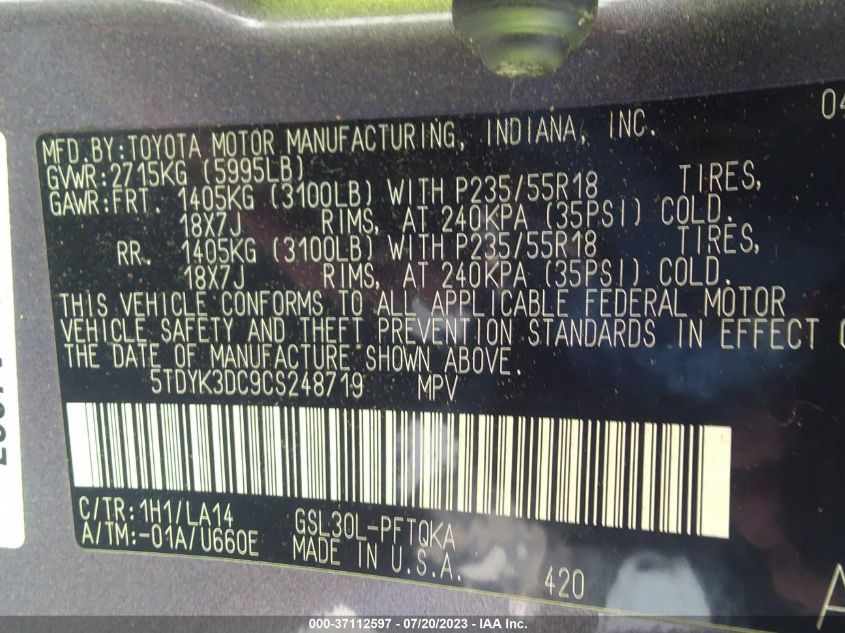 04
MFD.BY:TOYOTA MOTOR MANUFACTURING, INDIANA, INC.
GVWR:2715KG (5995LB)
GAWR:FRT. 1405KG (3100LB) WITH P235/55R18 TIRES,
18X7J RIMS, AT 240KPA (35PSI) COLD.
RR. 1405KG (3100LB) WITH P235/55R18 TIRES,
18X7J RIMS, AT 240KPA (35PSI) COLD.
THIS VEHICLE CONFORMS TO ALL APPLICABLE FEDERAL MOTOR
VEHICLE SAFETY AND THEFT PREVENTION STANDARDS IN EFFECT
THE DATE OF MANUFACTURE SHOWN ABOVE.
5TDYK3DC9CS248719 MPV
C/TR:1H1/LA14 GSL30L-PFTQKA
A/TM:-01A/U660E MADE IN U.S.A.
420
A
000-37112597 - 07/20/2023 - IAA Inc.